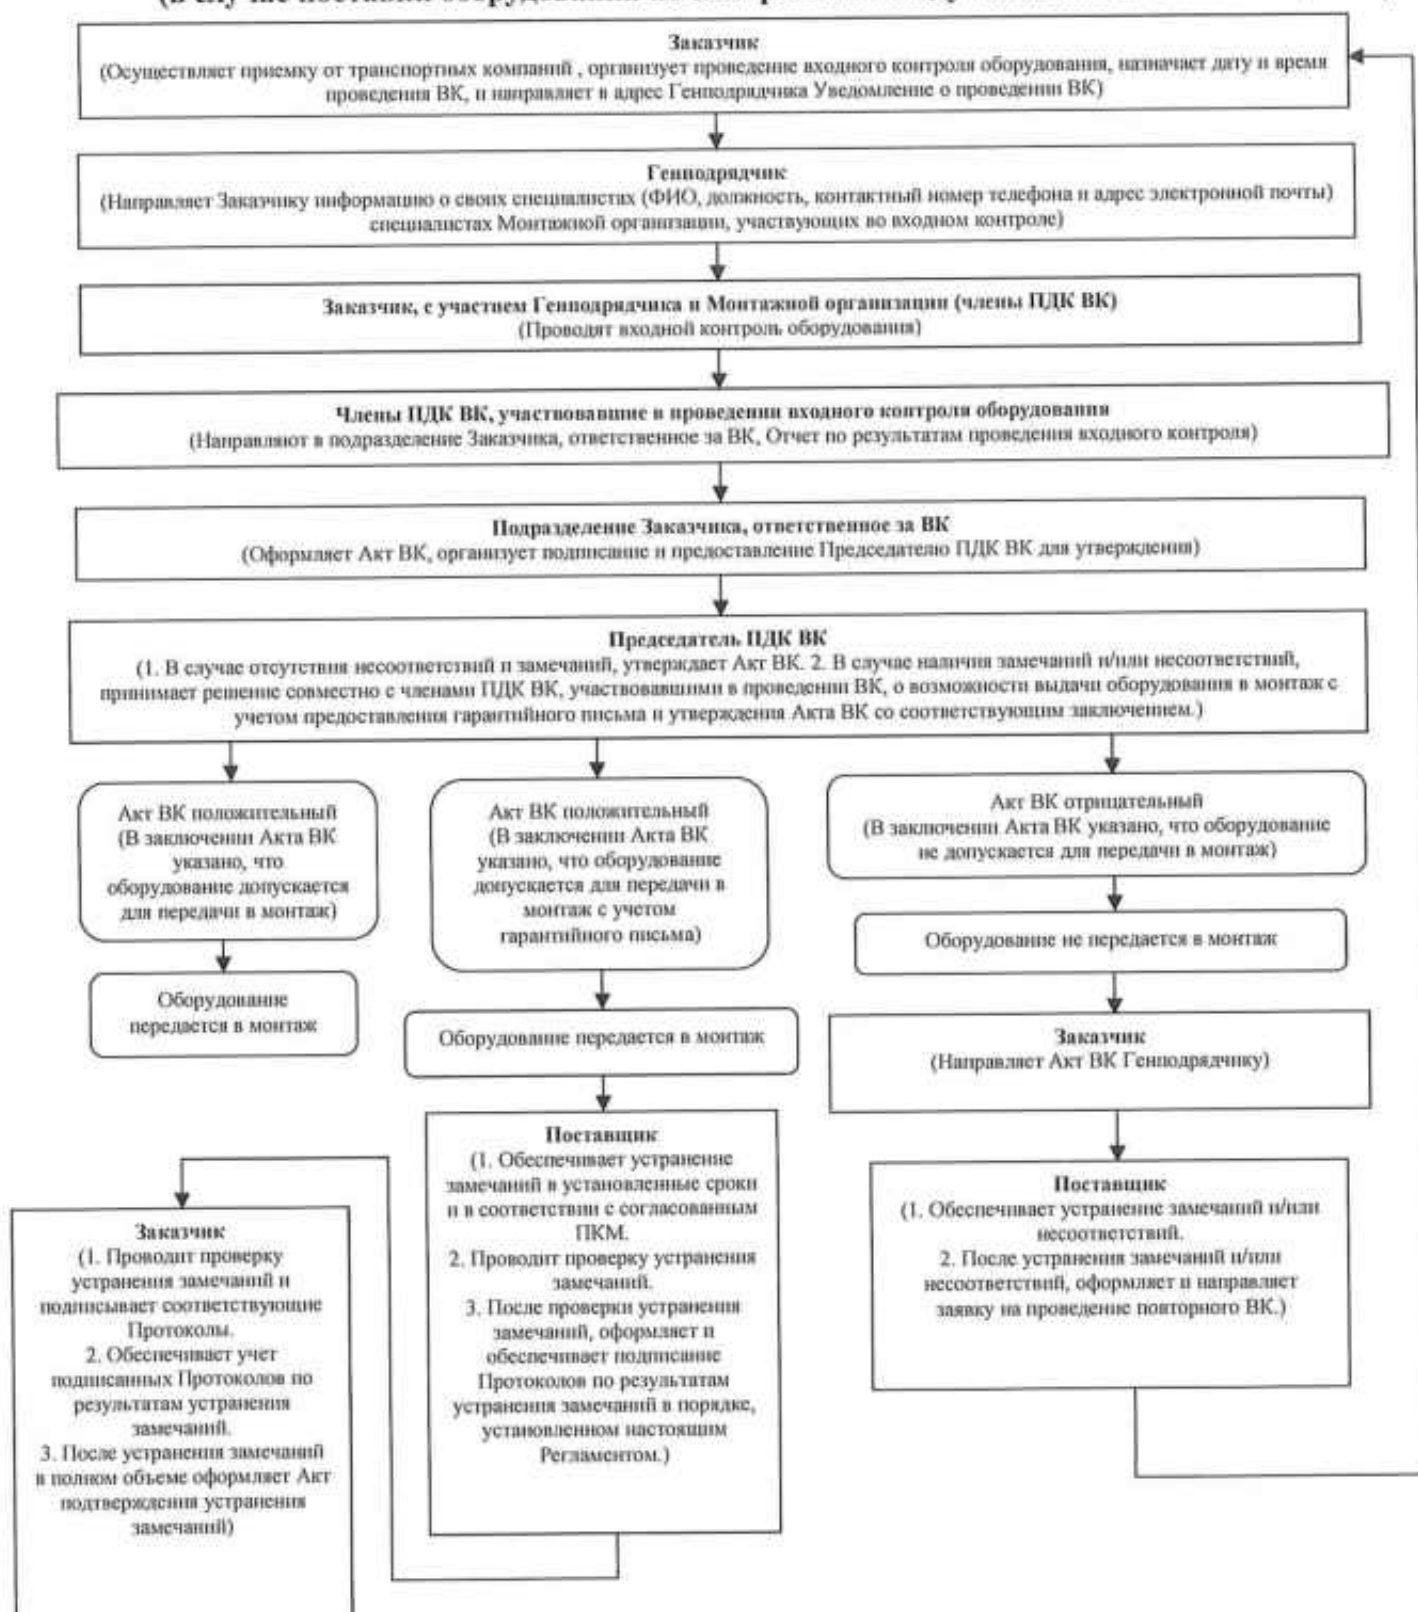 Заказчик
(Осуществляет приемку от транспортных компаний , организует проведение входного контроля оборудования, назначает дату и время
проведения ВК, и направляет в адрес Генподрядчика Уведомление о проведении ВК)
Генподрядчик
(Направляет Заказчику информацию о своих специалистах (ФИО, должность, контактный номер телефона и адрес электронной почты)
специалистах Монтажной организации, участвующих во входном контроле)
Заказчик, с участием Генподрядчика и Монтажной организации (члены ПДК ВК)
(Проводят входной контроль оборудования)
Члены ПДК ВК, участвовавшие в проведении входного контроля оборудования
(Направляют в подразделение Заказчика, ответственное за ВК, Отчет по результатам проведения входного контроля)
Подразделение Заказчика, ответственное за ВК
(Оформляет Акт ВК, организует подписание и предоставление Председателю ПДК ВК для утверждения)
Председатель ПДК ВК
(1. В случае отсутствия несоответствий и замечаний, утверждает Акт ВК. 2. В случае наличия замечаний и/или несоответствий,
принимает решение совместно с членами ПДК ВК, участвовавшими в проведении ВК, о возможности выдачи оборудования в монтаж с
учетом предоставления гарантийного письма и утверждения Акта ВК со соответствующим заключением.)
Акт ВК положительный
(В заключении Акта ВК
указано, что
оборудование допускается
для передачи в монтаж)
Оборудование
передается в монтаж
Акт ВК положительный
(В заключении Акта ВК
указано, что оборудование
допускается для передачи в
монтаж с учетом
гарантийного письма)
Оборудование передается в монтаж
Акт ВК отрицательный
(В заключении Акта ВК указано, что оборудование
не допускается для передачи в монтаж)
Оборудование не передается в монтаж
Заказчик
(Направляет Акт ВК Генподрядчику)
Поставщик
(1. Обеспечивает устранение
замечаний в установленные сроки
и в соответствии с согласованным
ПКМ.
2. Проводит проверку устранения
замечаний.
3. После проверки устранения
замечаний, оформляет и
обеспечивает подписание
Протоколов по результатам
устранения замечаний в порядке,
установленном настоящим
Регламентом.)
Поставщик
(1. Обеспечивает устранение замечаний и/или
несоответствий.
2. После устранения замечаний и/или
несоответствий, оформляет и направляет
заявку на проведение повторного ВК.)
Заказчик
(1. Проводит проверку
устранения замечаний и
подписывает соответствующие
Протоколы.
2. Обеспечивает учет
подписанных Протоколов по
результатам устранения
замечаний.
3. После устранения замечаний
в полном объеме оформляет Акт
подтверждения устранения
замечаний)